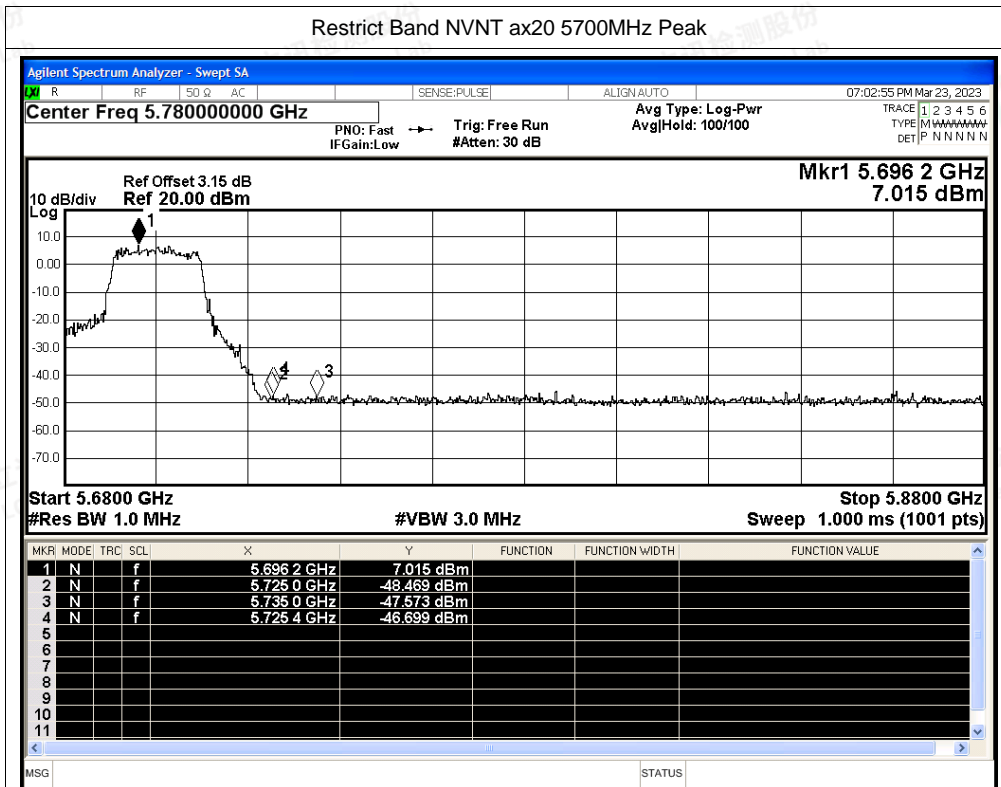 Restrict Band NVNT ax20 5700MHz Peak
Agilent Spectrum Analyzer - Swept SA
LXI R RF 50 Ω AC SENSE:PULSE ALIGN AUTO 07:02:55 PM Mar 23, 2023
Center Freq 5.780000000 GHz
PNO: Fast
IFGain:Low
Trig: Free Run
#Atten: 30 dB
Avg Type: Log-Pwr
Avg|Hold: 100/100
TRACE 1 2 3 4 5 6
TYPE M
DET P N N N N N
Mkr1 5.696 2 GHz
7.015 dBm
Ref Offset 3.15 dB
10 dB/div Ref 20.00 dBm
Log
1
10.0
0.00
-10.0
-20.0
-30.0
-40.0
4
2
3
-50.0
-60.0
-70.0
Start 5.6800 GHz Stop 5.8800 GHz
#Res BW 1.0 MHz #VBW 3.0 MHz Sweep 1.000 ms (1001 pts)
MKR MODE TRC SCL X Y FUNCTION FUNCTION WIDTH FUNCTION VALUE
1 N f 5.696 2 GHz 7.015 dBm
2 N f 5.725 0 GHz -48.469 dBm
3 N f 5.735 0 GHz -47.573 dBm
4 N f 5.725 4 GHz -46.699 dBm
5
6
7
8
9
10
11
MSG STATUS